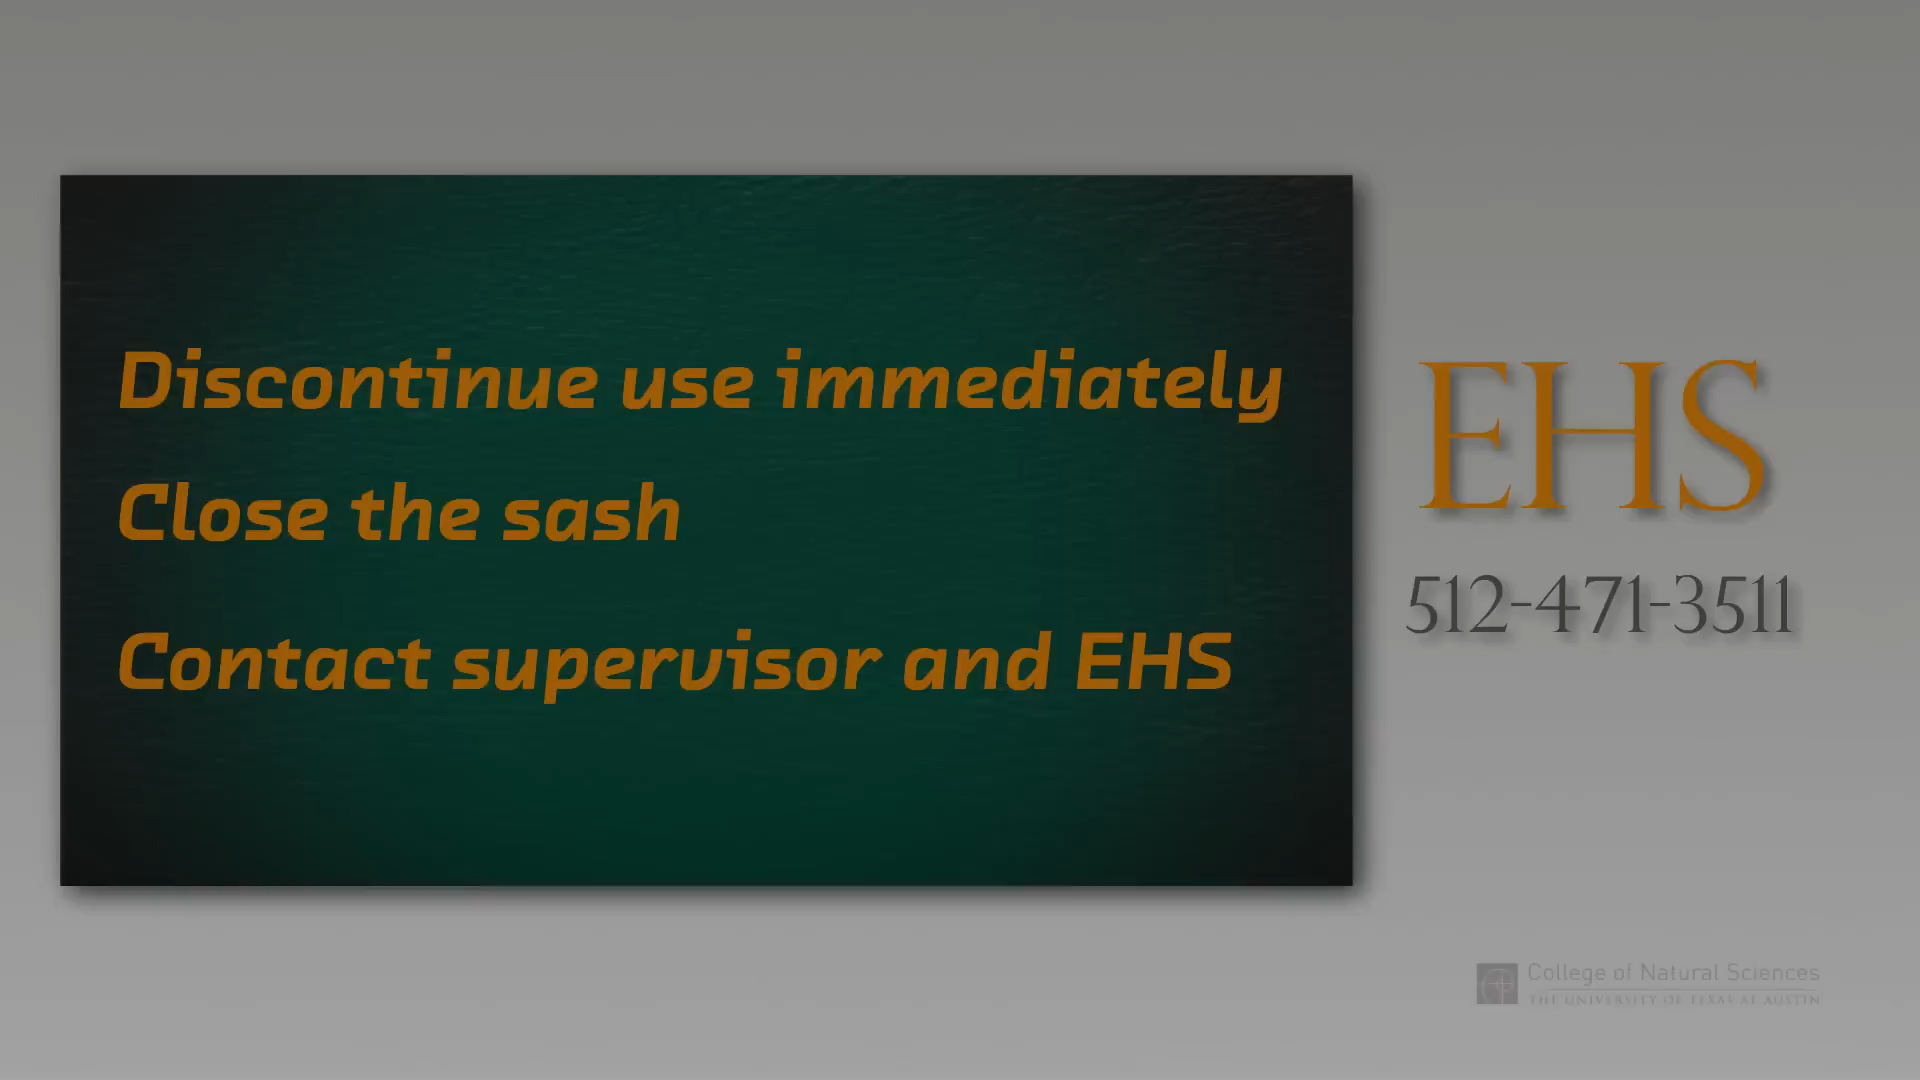 Discontinue use immediately
Close the sash
Contact supervisor and EHS
EHS
512-471-3511
College of Natural Sciences
THE UNIVERSITY OF TEXAS AT AUSTIN